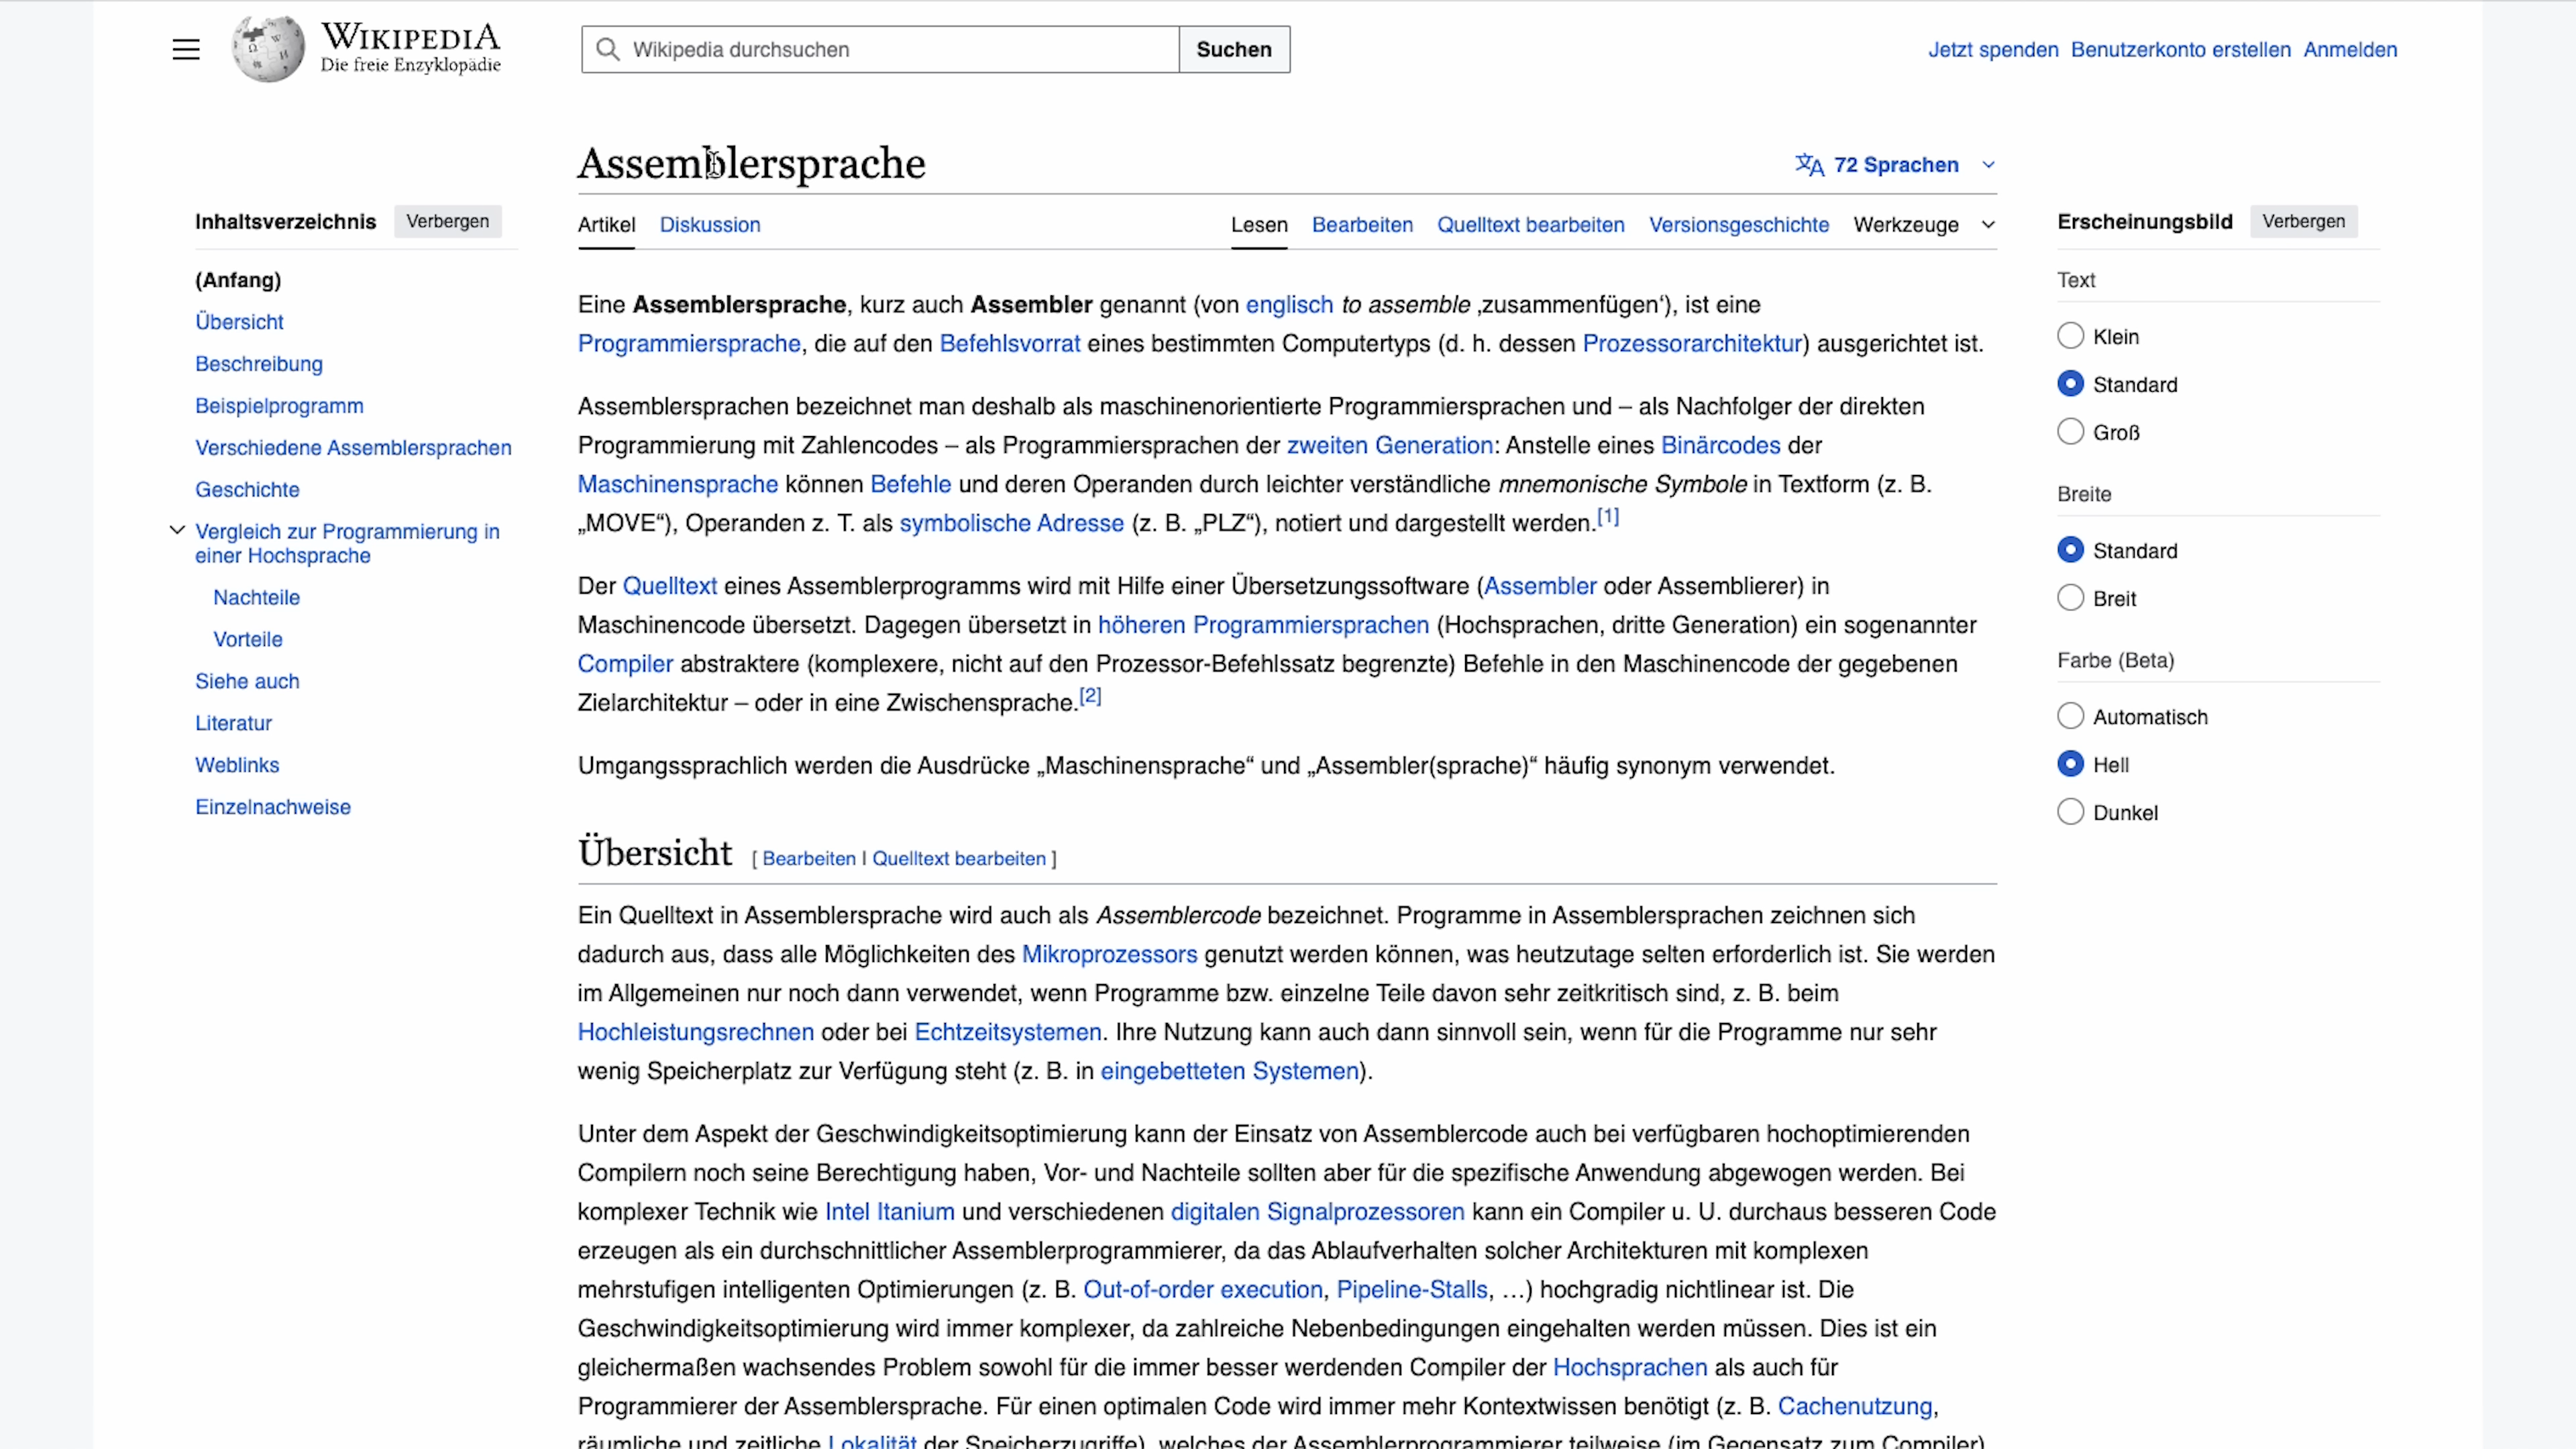 WIKIPEDIA
Die freie Enzyklopädie
Wikipedia durchsuchen
Suchen
Jetzt spenden Benutzerkonto erstellen Anmelden
Assemblersprache
72 Sprachen
Inhaltsverzeichnis Verbergen
(Anfang)
Übersicht
Beschreibung
Beispielprogramm
Verschiedene Assemblersprachen
Geschichte
Vergleich zur Programmierung in
einer Hochsprache
Nachteile
Vorteile
Siehe auch
Literatur
Weblinks
Einzelnachweise
Artikel Diskussion Lesen Bearbeiten Quelltext bearbeiten Versionsgeschichte Werkzeuge
Eine Assemblersprache, kurz auch Assembler genannt (von englisch to assemble ‚zusammenfügen‘), ist eine
Programmiersprache, die auf den Befehlsvorrat eines bestimmten Computertyps (d. h. dessen Prozessorarchitektur) ausgerichtet ist.
Assemblersprachen bezeichnet man deshalb als maschinenorientierte Programmiersprachen und – als Nachfolger der direkten
Programmierung mit Zahlencodes – als Programmiersprachen der zweiten Generation: Anstelle eines Binärcodes der
Maschinensprache können Befehle und deren Operanden durch leichter verständliche mnemonische Symbole in Textform (z. B.
„MOVE“), Operanden z. T. als symbolische Adresse (z. B. „PLZ“), notiert und dargestellt werden.[1]
Der Quelltext eines Assemblerprogramms wird mit Hilfe einer Übersetzungssoftware (Assembler oder Assemblierer) in
Maschinencode übersetzt. Dagegen übersetzt in höheren Programmiersprachen (Hochsprachen, dritte Generation) ein sogenannter
Compiler abstraktere (komplexere, nicht auf den Prozessor-Befehlssatz begrenzte) Befehle in den Maschinencode der gegebenen
Zielarchitektur – oder in eine Zwischensprache.[2]
Umgangssprachlich werden die Ausdrücke „Maschinensprache“ und „Assembler(sprache)“ häufig synonym verwendet.
Übersicht [ Bearbeiten | Quelltext bearbeiten ]
Ein Quelltext in Assemblersprache wird auch als Assemblercode bezeichnet. Programme in Assemblersprachen zeichnen sich
dadurch aus, dass alle Möglichkeiten des Mikroprozessors genutzt werden können, was heutzutage selten erforderlich ist. Sie werden
im Allgemeinen nur noch dann verwendet, wenn Programme bzw. einzelne Teile davon sehr zeitkritisch sind, z. B. beim
Hochleistungsrechnen oder bei Echtzeitsystemen. Ihre Nutzung kann auch dann sinnvoll sein, wenn für die Programme nur sehr
wenig Speicherplatz zur Verfügung steht (z. B. in eingebetteten Systemen).
Unter dem Aspekt der Geschwindigkeitsoptimierung kann der Einsatz von Assemblercode auch bei verfügbaren hochoptimierenden
Compilern noch seine Berechtigung haben, Vor- und Nachteile sollten aber für die spezifische Anwendung abgewogen werden. Bei
komplexer Technik wie Intel Itanium und verschiedenen digitalen Signalprozessoren kann ein Compiler u. U. durchaus besseren Code
erzeugen als ein durchschnittlicher Assemblerprogrammierer, da das Ablaufverhalten solcher Architekturen mit komplexen
mehrstufigen intelligenten Optimierungen (z. B. Out-of-order execution, Pipeline-Stalls, …) hochgradig nichtlinear ist. Die
Geschwindigkeitsoptimierung wird immer komplexer, da zahlreiche Nebenbedingungen eingehalten werden müssen. Dies ist ein
gleichermaßen wachsendes Problem sowohl für die immer besser werdenden Compiler der Hochsprachen als auch für
Programmierer der Assemblersprache. Für einen optimalen Code wird immer mehr Kontextwissen benötigt (z. B. Cachenutzung,
räumliche und zeitliche Lokalität der Speicherzugriffe), welches der Assemblerprogrammierer teilweise (im Gegensatz zum Compiler)
Erscheinungsbild Verbergen
Text
Klein
Standard
Groß
Breite
Standard
Breit
Farbe (Beta)
Automatisch
Hell
Dunkel